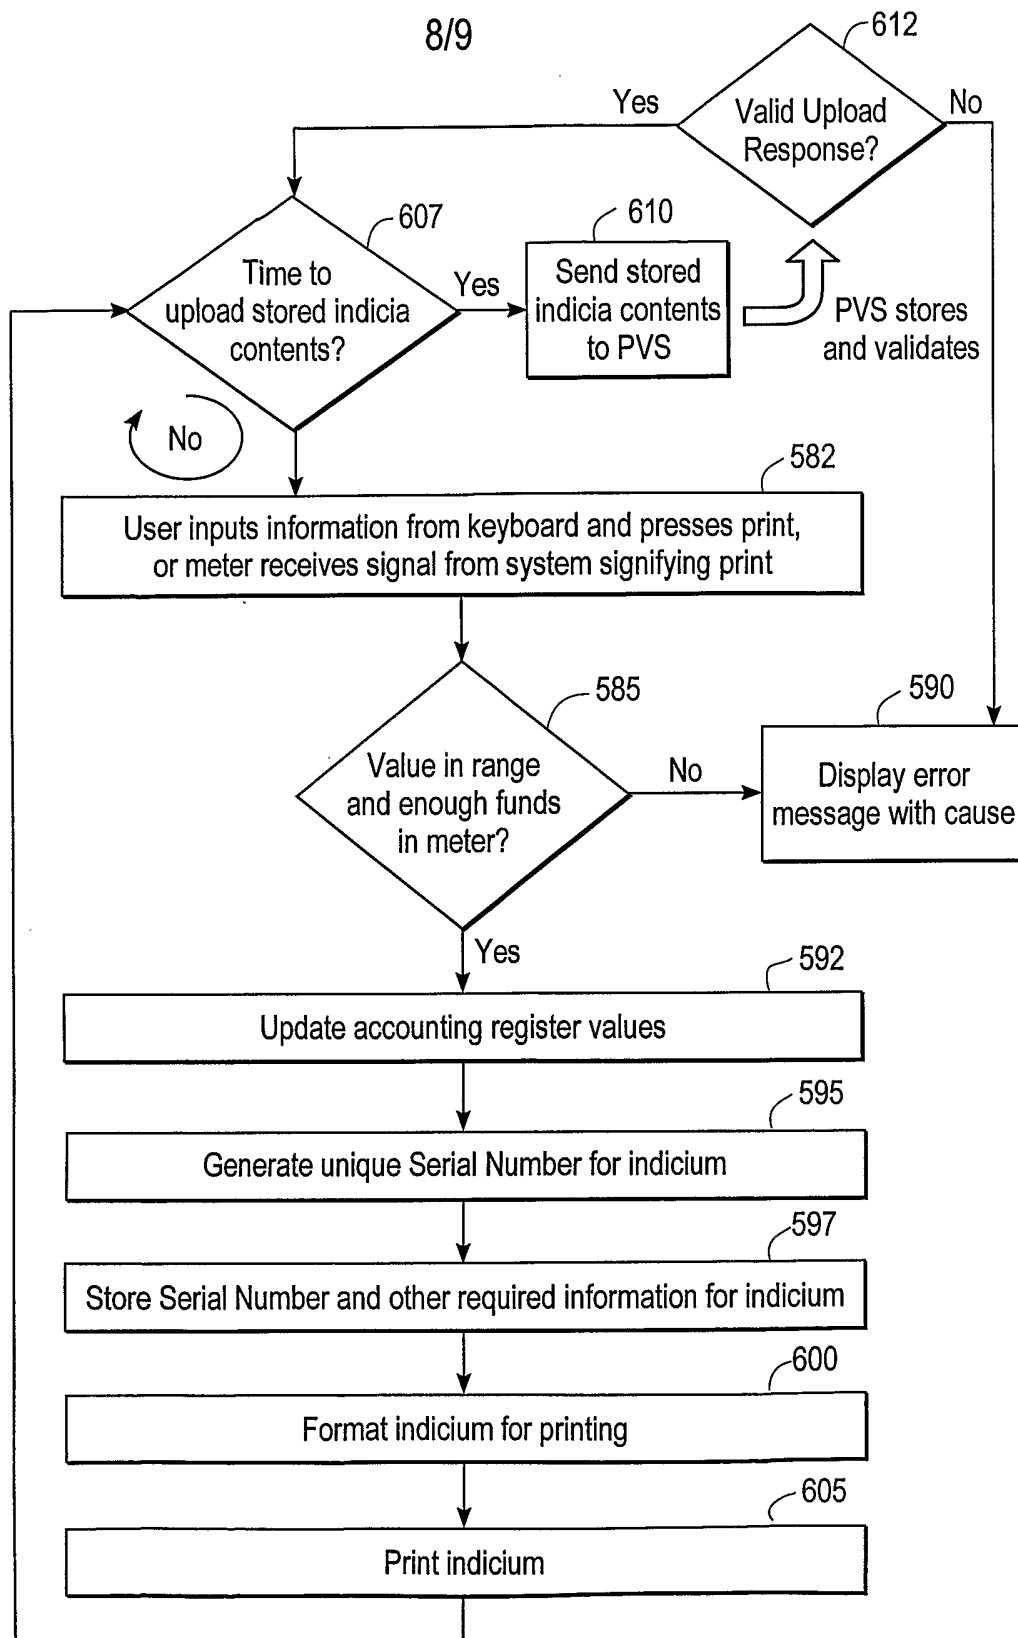 8/9
612
Yes
Valid Upload
Response?
No
607
Time to
upload stored indicia
contents?
Yes
610
Send stored
indicia contents
to PVS
PVS stores
and validates
No
582
User inputs information from keyboard and presses print,
or meter receives signal from system signifying print
585
Value in range
and enough funds
in meter?
No
590
Display error
message with cause
Yes
592
Update accounting register values
595
Generate unique Serial Number for indicium
597
Store Serial Number and other required information for indicium
600
Format indicium for printing
605
Print indicium